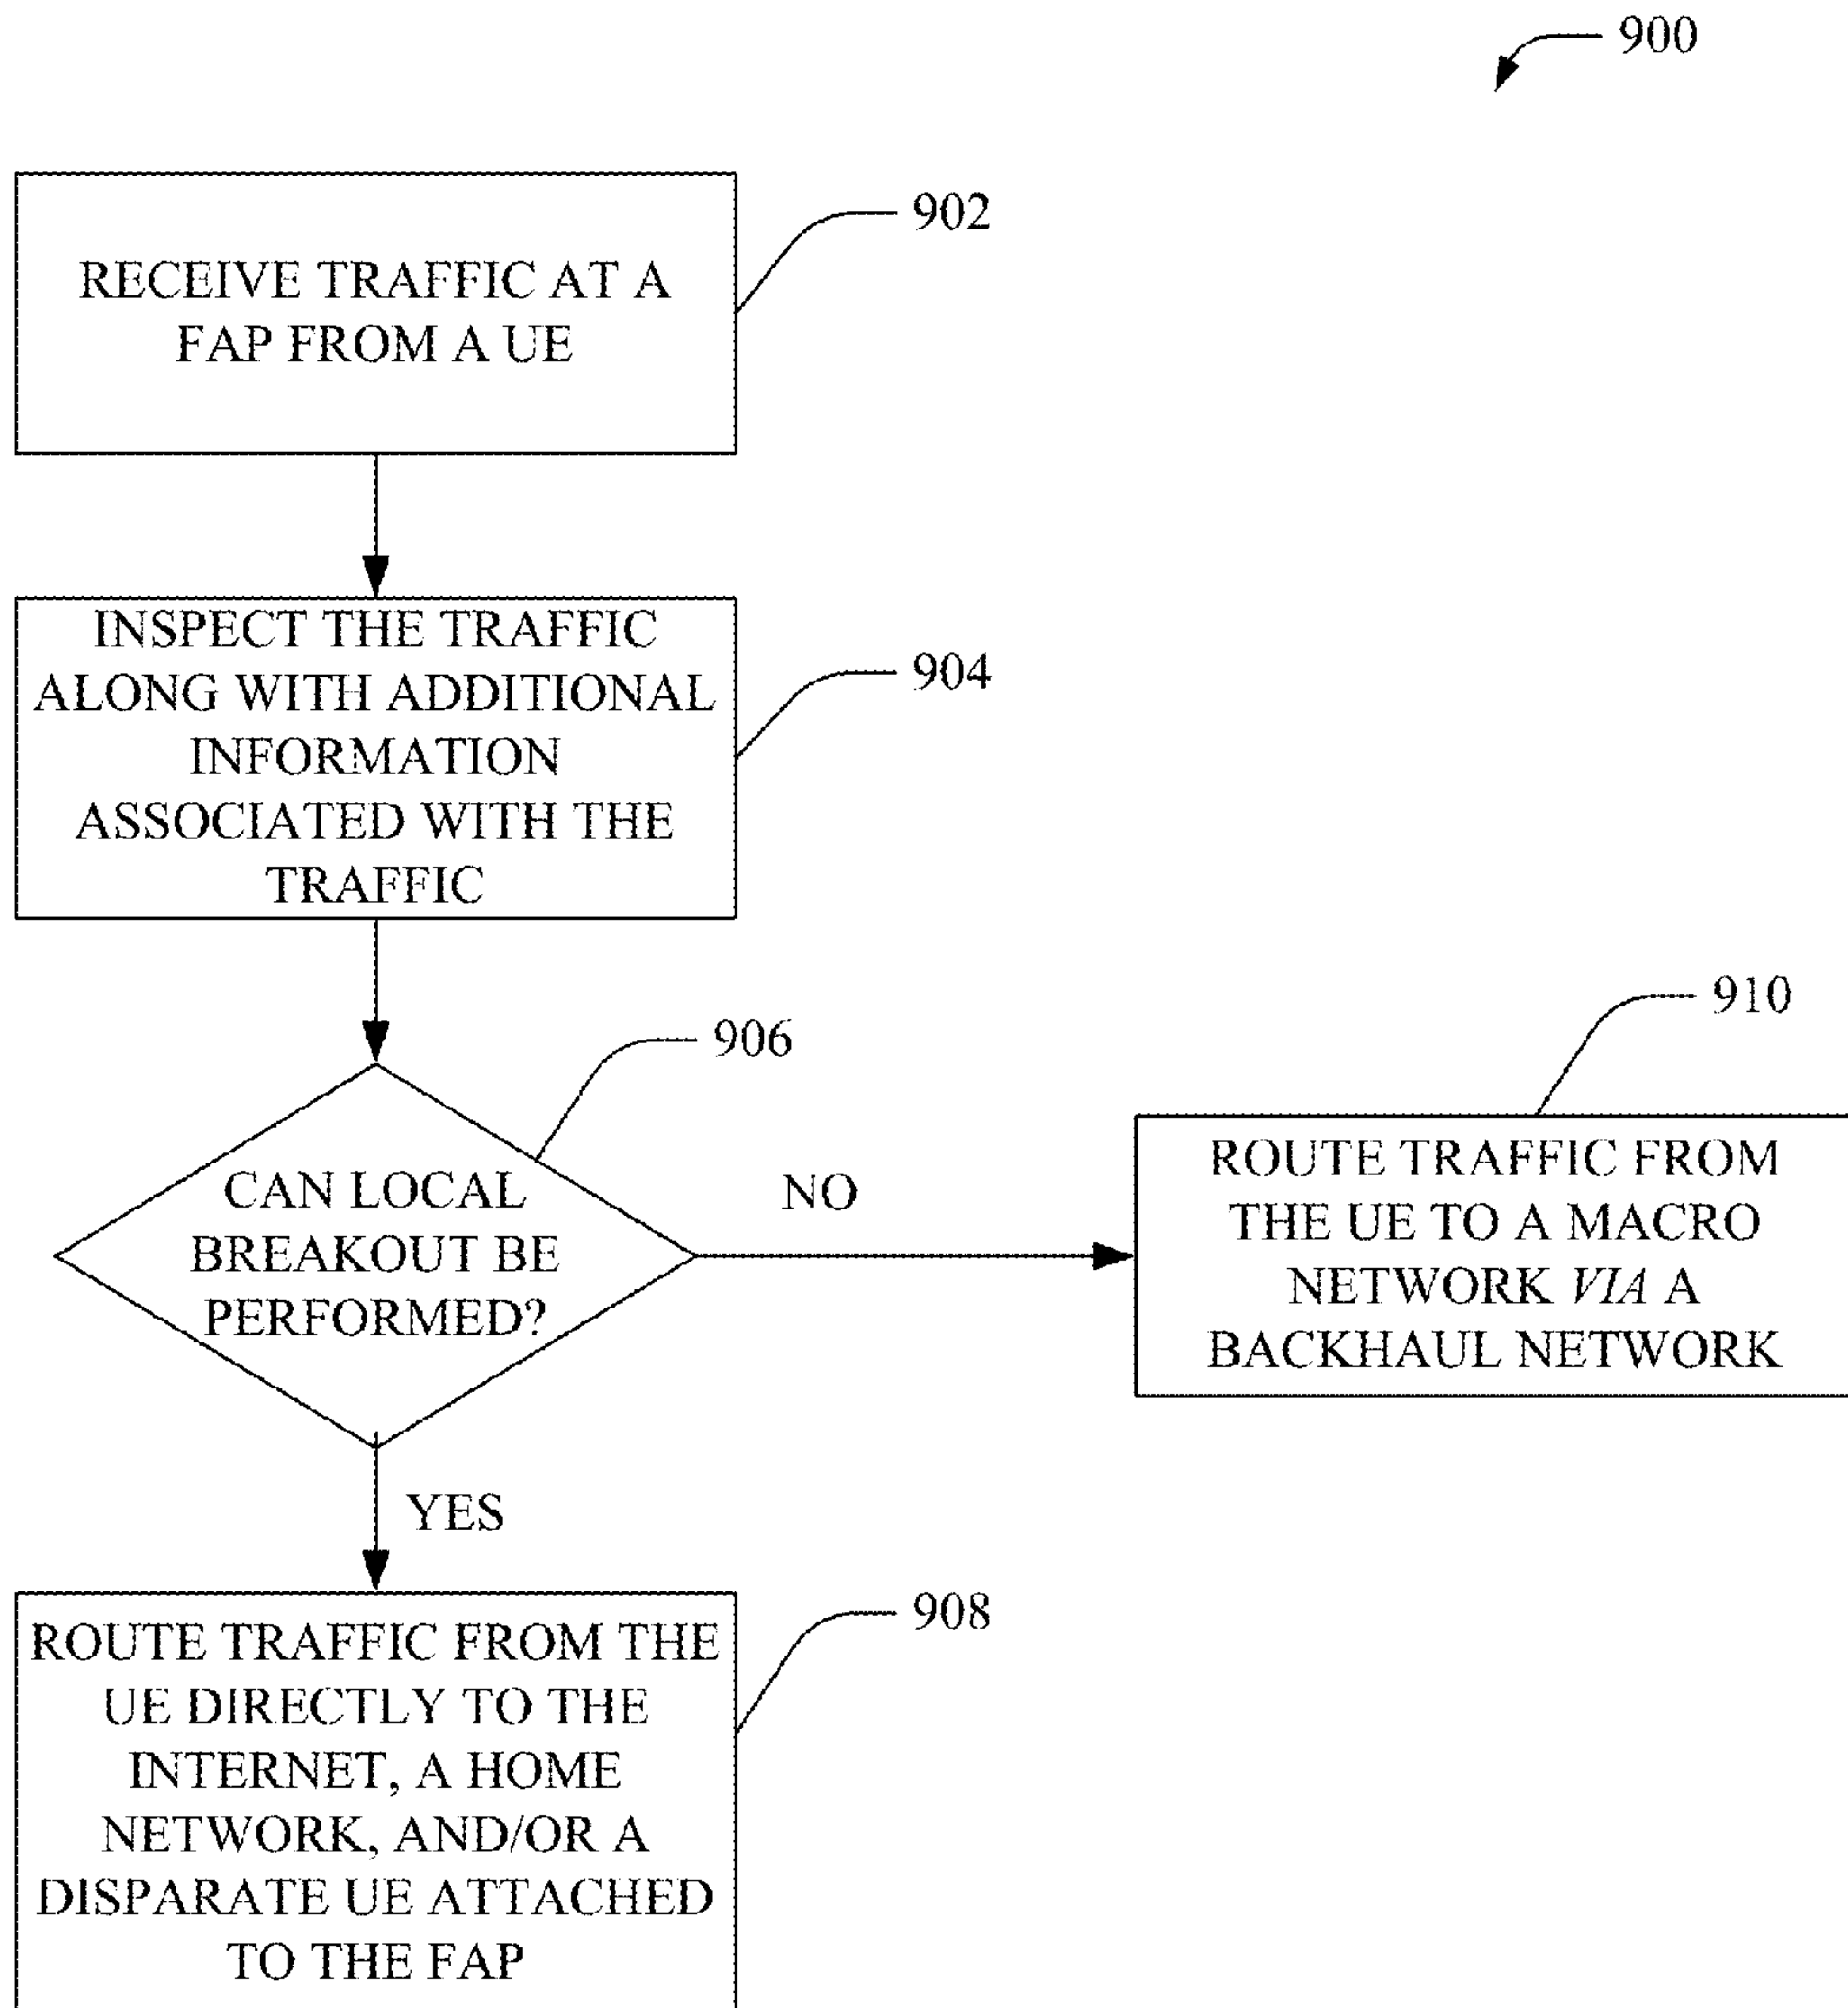 900
RECEIVE TRAFFIC AT A
FAP FROM A UE
902
INSPECT THE TRAFFIC
ALONG WITH ADDITIONAL
INFORMATION
ASSOCIATED WITH THE
TRAFFIC
904
CAN LOCAL
BREAKOUT BE
PERFORMED?
906
NO
ROUTE TRAFFIC FROM
THE UE TO A MACRO
NETWORK VIA A
BACKHAUL NETWORK
910
YES
ROUTE TRAFFIC FROM THE
UE DIRECTLY TO THE
INTERNET, A HOME
NETWORK, AND/OR A
DISPARATE UE ATTACHED
TO THE FAP
908